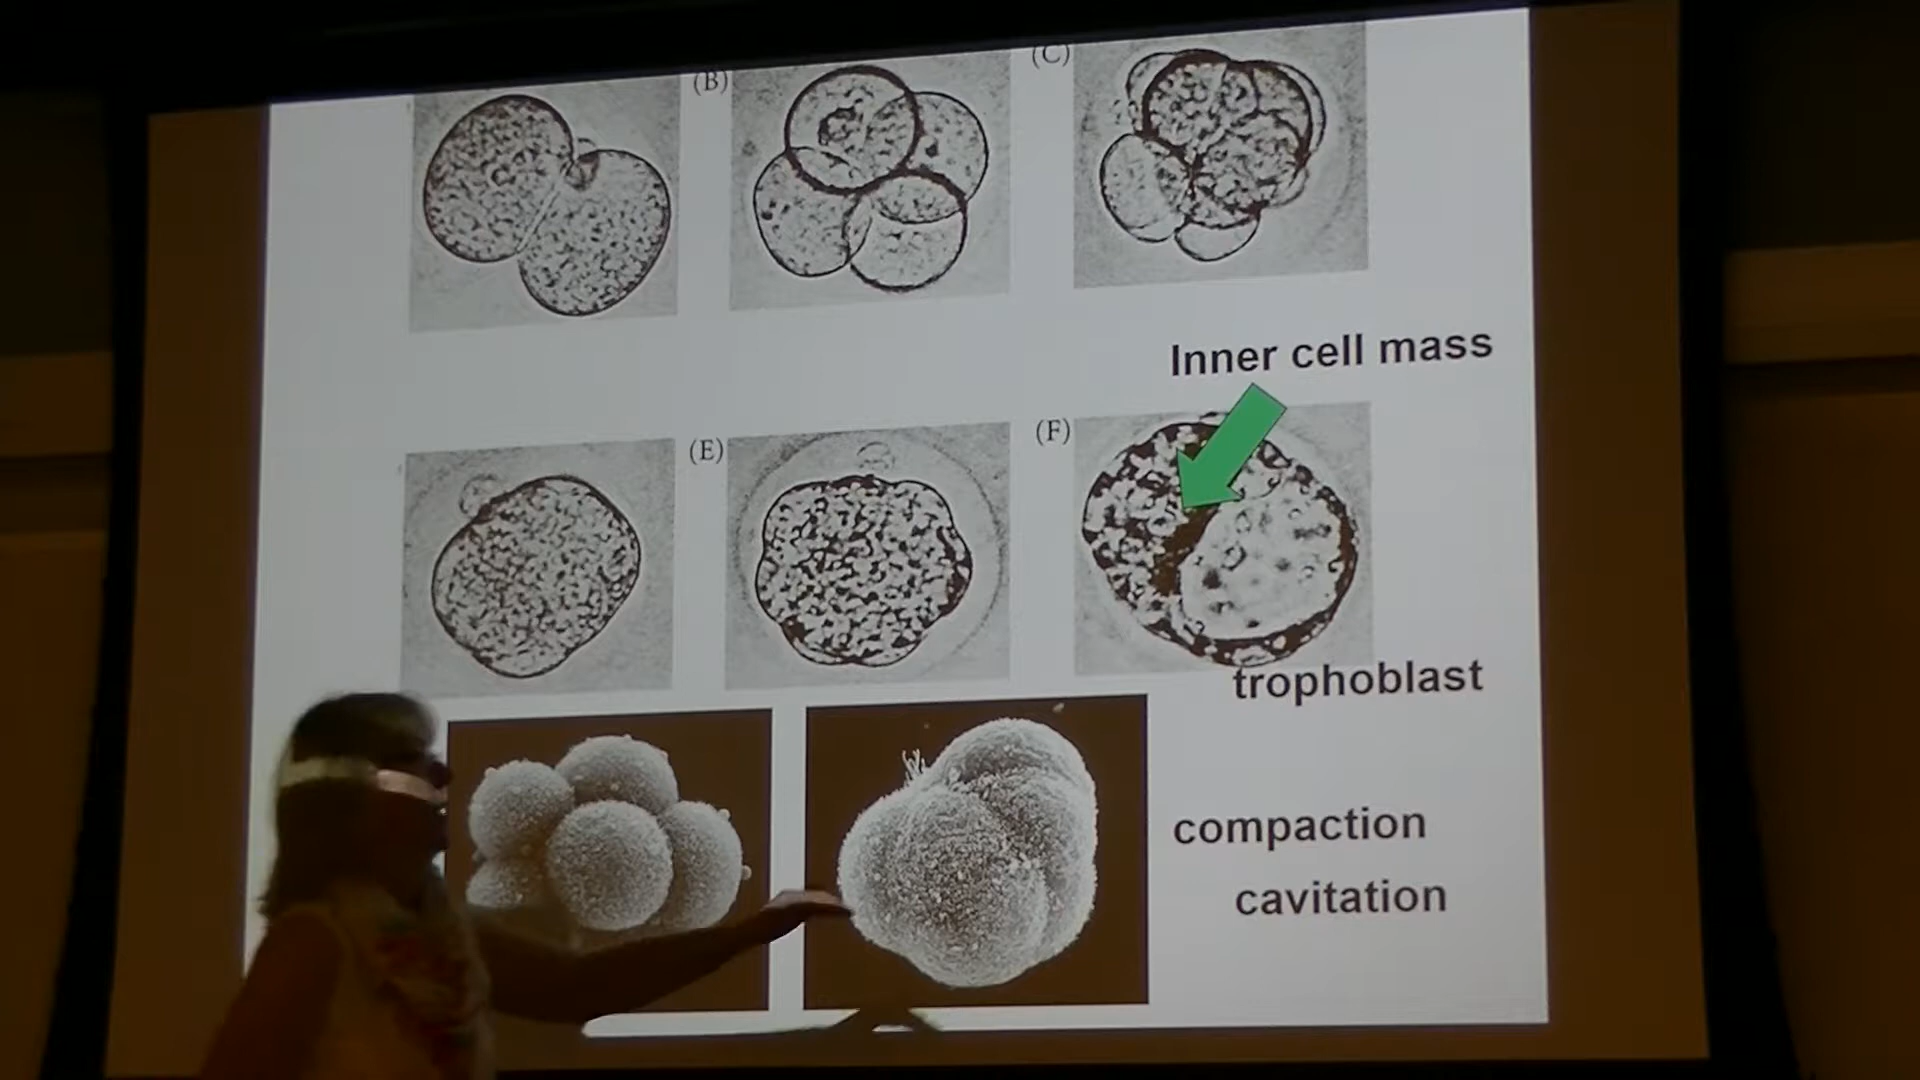 (B)
(C)
Inner cell mass
(E)
(F)
trophoblast
compaction
cavitation